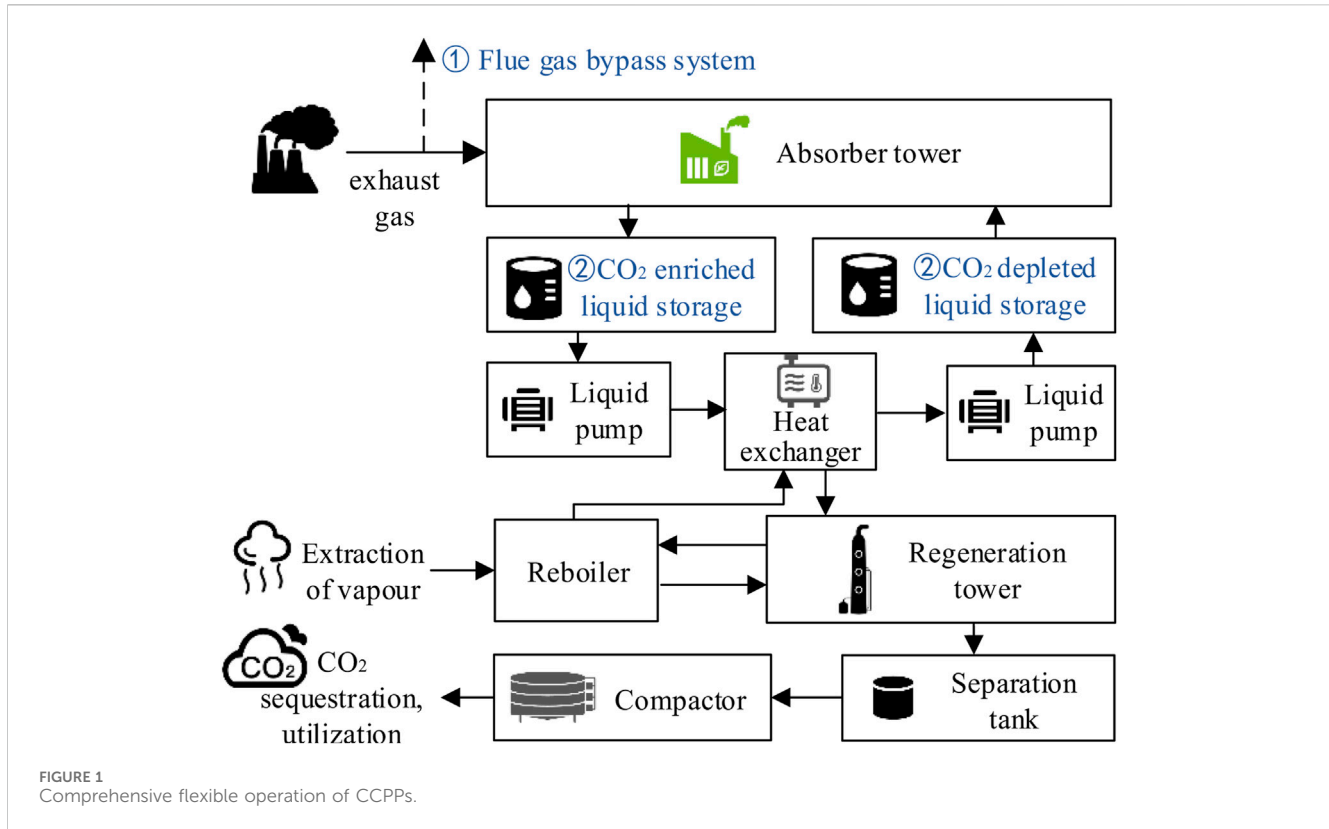 ① Flue gas bypass system
exhaust
gas
Absorber tower
②CO₂ enriched
liquid storage
②CO₂ depleted
liquid storage
Liquid
pump
Heat
exchanger
Liquid
pump
Extraction
of vapour
Reboiler
Regeneration
tower
CO₂
CO₂
sequestration,
utilization
Compactor
Separation
tank
FIGURE 1
Comprehensive flexible operation of CCPPs.